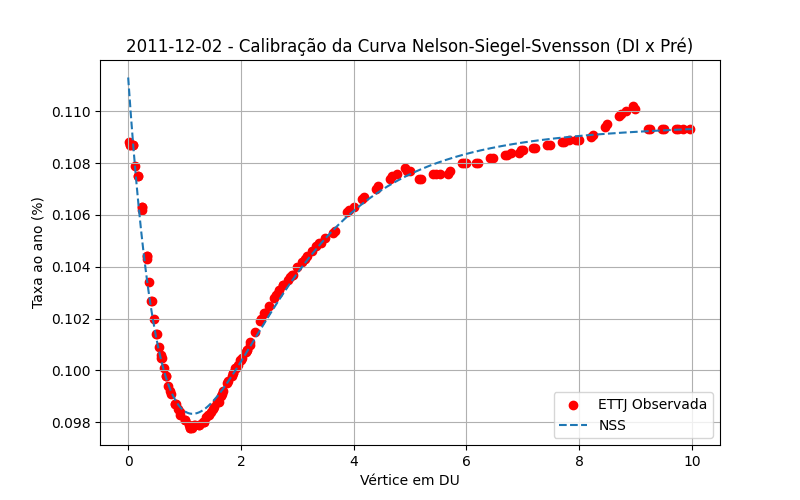 2011-12-02 - Calibração da Curva Nelson-Siegel-Svensson (DI x Pré)
Taxa ao ano (%)
0.110
0.108
0.106
0.104
0.102
0.100
0.098
ETTJ Observada
NSS
0 2 4 6 8 10
Vértice em DU